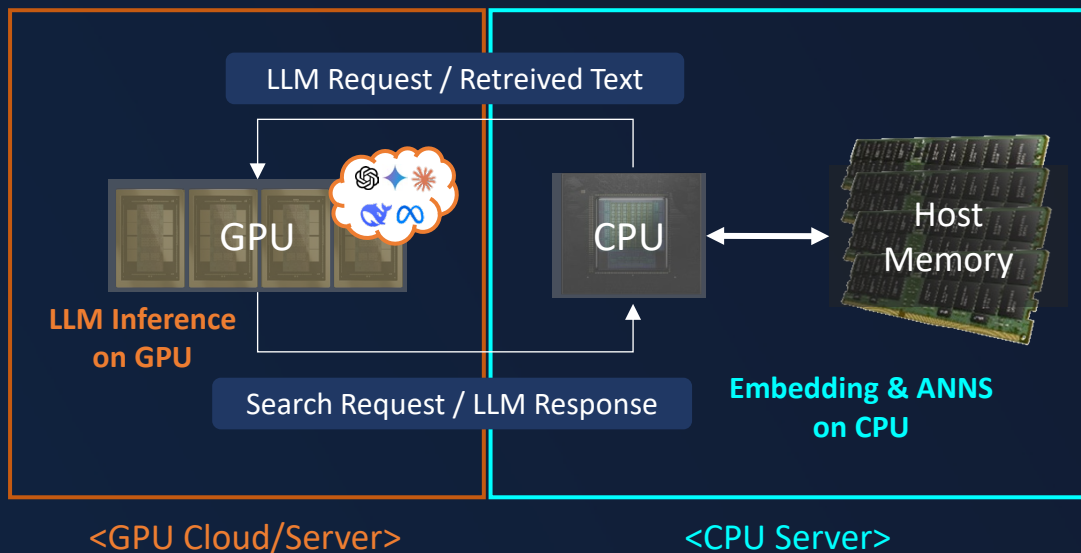 LLM Request / Retreived Text
GPU
CPU
Host
Memory
LLM Inference
on GPU
Search Request / LLM Response
Embedding & ANNS
on CPU
<GPU Cloud/Server>
<CPU Server>